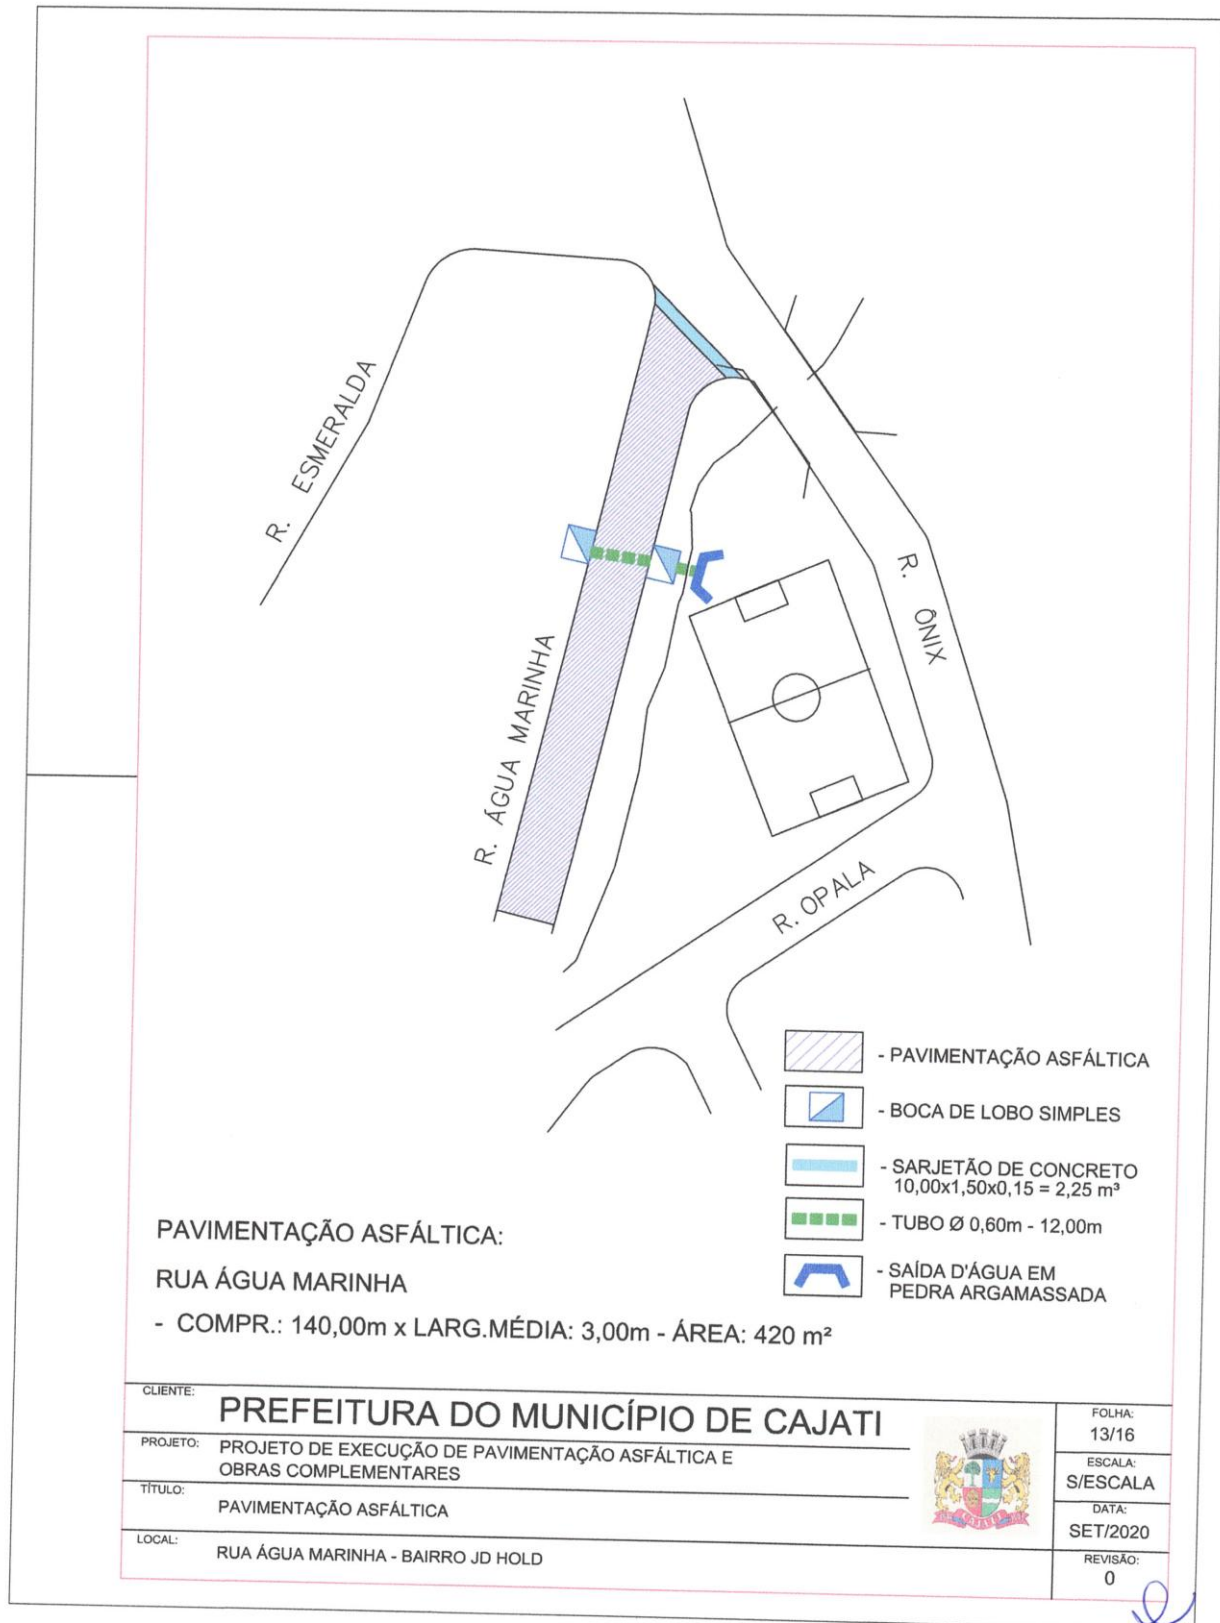 R. ESMERALDA
R. ÔNIX
R. ÁGUA MARINHA
R. OPALA
- PAVIMENTAÇÃO ASFÁLTICA
- BOCA DE LOBO SIMPLES
- SARJETÃO DE CONCRETO
10,00x1,50x0,15 = 2,25 m³
- TUBO Ø 0,60m - 12,00m
- SAÍDA D'ÁGUA EM
PEDRA ARGAMASSADA
PAVIMENTAÇÃO ASFÁLTICA:
RUA ÁGUA MARINHA
- COMPR.: 140,00m x LARG.MÉDIA: 3,00m - ÁREA: 420 m²
CLIENTE:
PREFEITURA DO MUNICÍPIO DE CAJATI
PROJETO:
PROJETO DE EXECUÇÃO DE PAVIMENTAÇÃO ASFÁLTICA E
OBRAS COMPLEMENTARES
TÍTULO:
PAVIMENTAÇÃO ASFÁLTICA
LOCAL:
RUA ÁGUA MARINHA - BAIRRO JD HOLD
CAJATI
FOLHA:
13/16
ESCALA:
S/ESCALA
DATA:
SET/2020
REVISÃO:
0